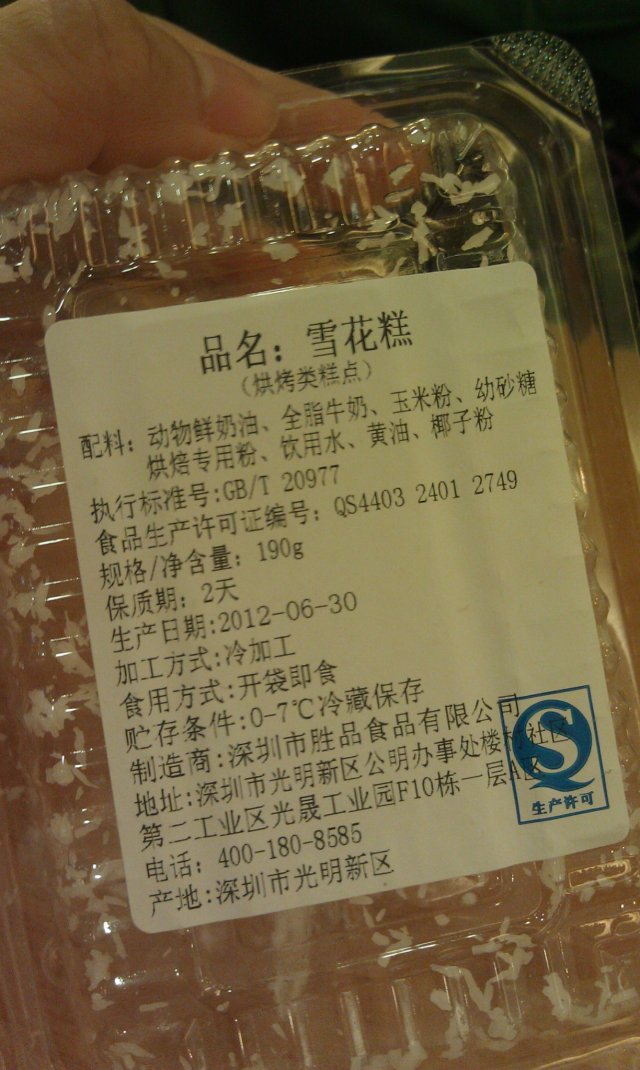 品名：雪花糕
（烘烤类糕点）
配料：动物鲜奶油、全脂牛奶、玉米粉、幼砂糖
烘焙专用粉、饮用水、黄油、椰子粉
执行标准号:GB/T 20977
食品生产许可证编号：QS4403 2401 2749
规格/净含量：190g
保质期：2天
生产日期:2012-06-30
加工方式:冷加工
食用方式:开袋即食
贮存条件:0-7℃冷藏保存
制造商:深圳市胜品食品有限公司
地址:深圳市光明新区公明办事处楼村社区
第二工业区光晟工业园F10栋一层A区
电话：400-180-8585
产地:深圳市光明新区
生产许可